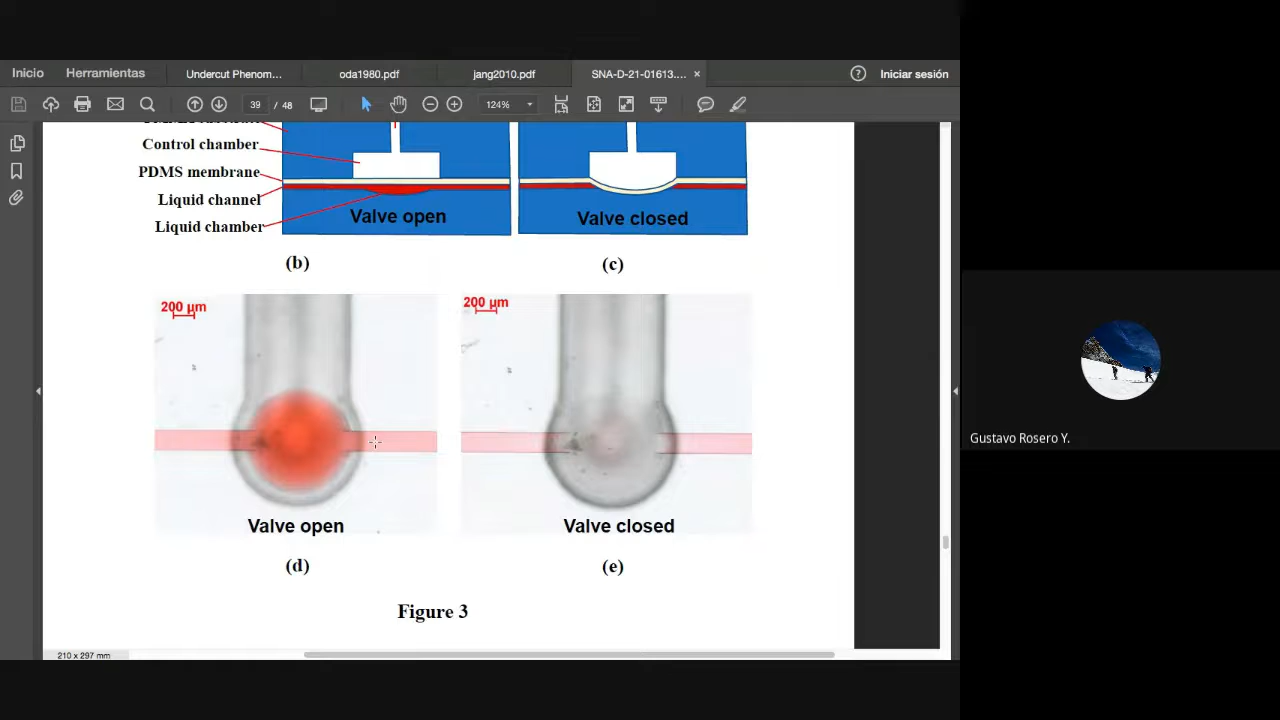 Inicio Herramientas Undercut Phenom... oda1980.pdf jang2010.pdf SNA-D-21-01613.... × ? Iniciar sesión
39 / 48 124%
Control chamber
PDMS membrane
Liquid channel
Liquid chamber
Valve open Valve closed
(b) (c)
200 µm 200 µm
Valve open Valve closed
(d) (e)
Figure 3
210 x 297 mm
Gustavo Rosero Y.